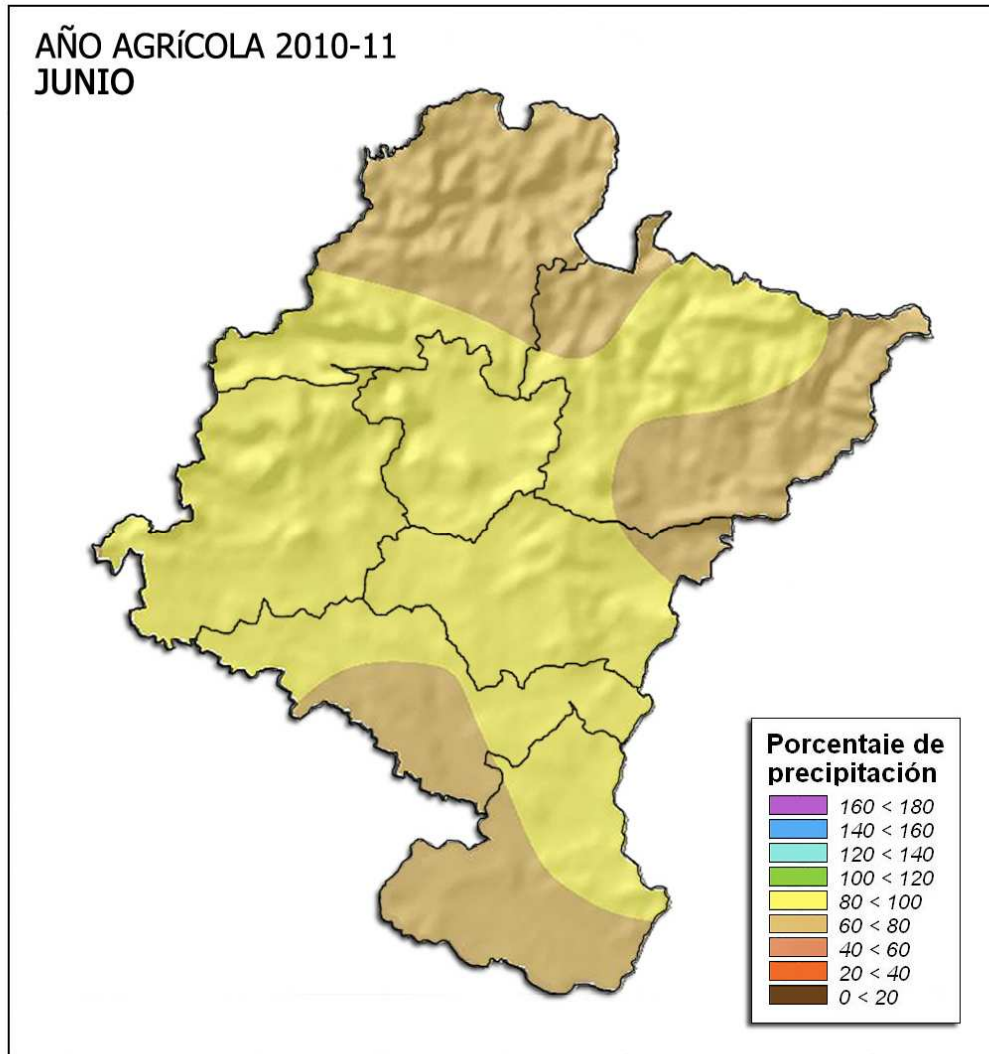 AÑO AGRíCOLA 2010-11
JUNIO
Porcentaje de
precipitación
160 < 180
140 < 160
120 < 140
100 < 120
80 < 100
60 < 80
40 < 60
20 < 40
0 < 20